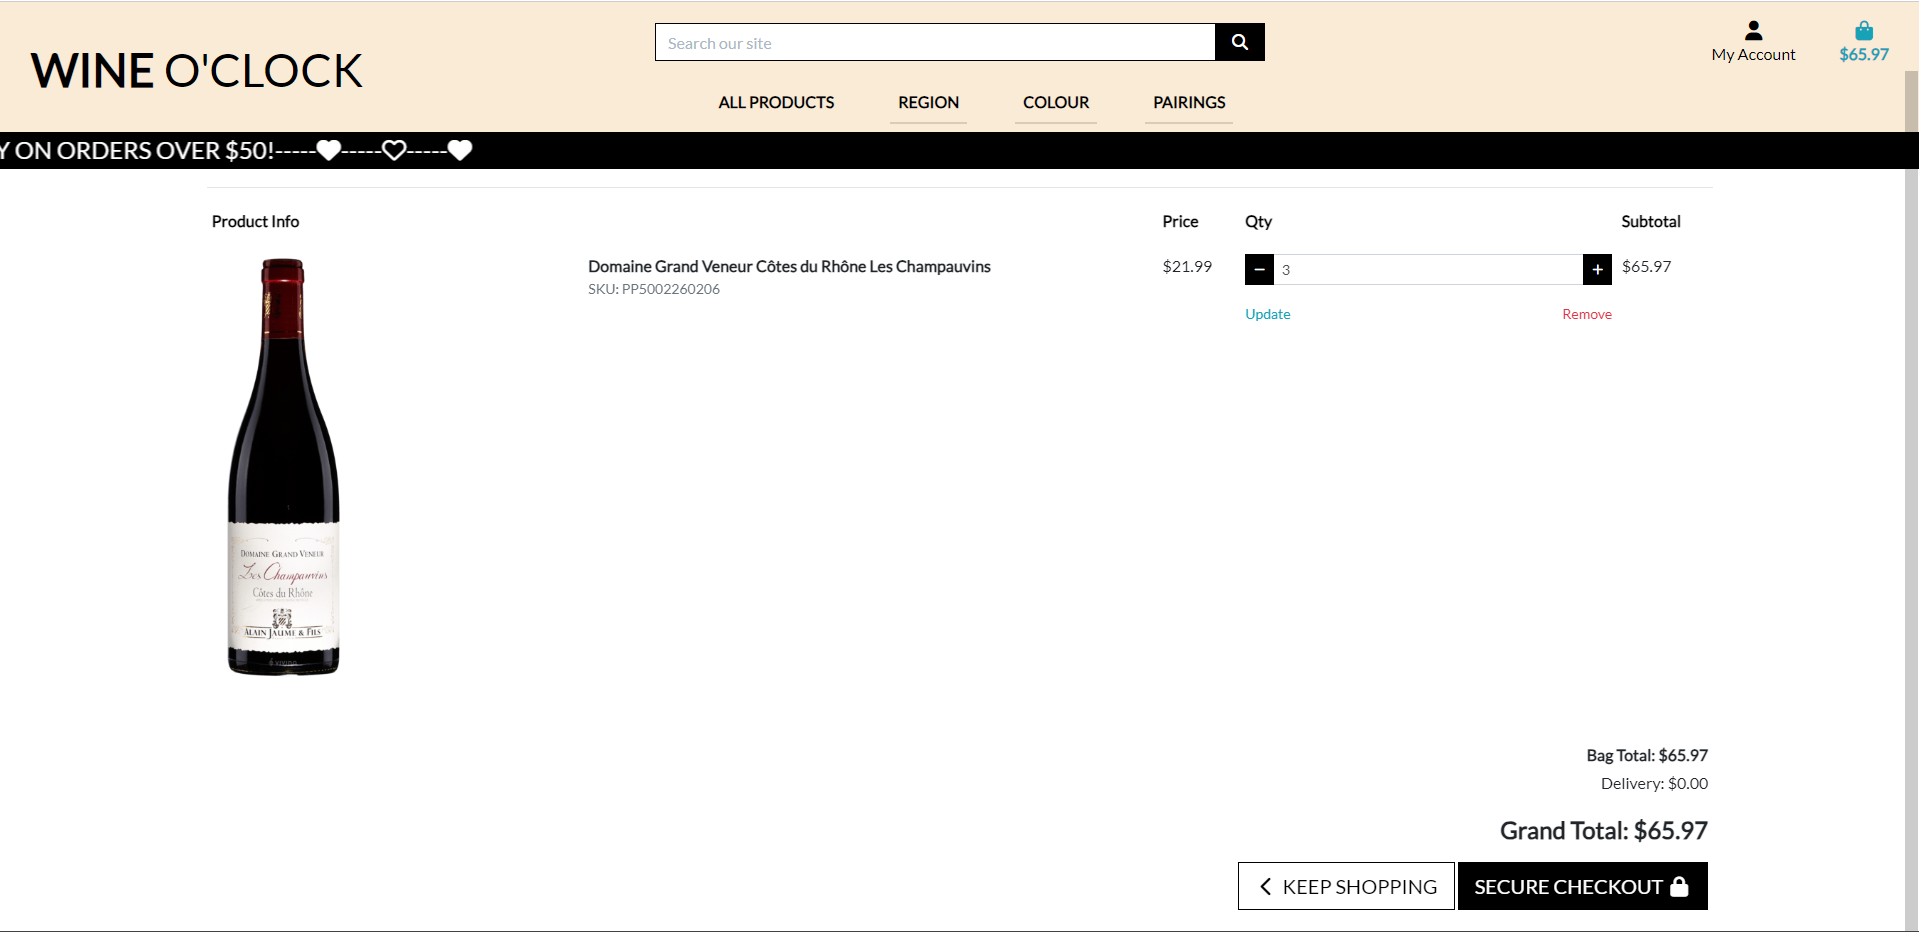 WINE O'CLOCK
Search our site
My Account
$65.97
ALL PRODUCTS REGION COLOUR PAIRINGS
Y ON ORDERS OVER $50!-----♥-----♡-----♥
Product Info Price Qty Subtotal
Domaine Grand Veneur Côtes du Rhône Les Champauvins $21.99 − 3 + $65.97
SKU: PP5002260206
Update Remove
DOMAINE GRAND VENEUR
Les Champauvins
Côtes du Rhône
ALAIN JAUME & FILS
VIVINO
Bag Total: $65.97
Delivery: $0.00
Grand Total: $65.97
KEEP SHOPPING SECURE CHECKOUT